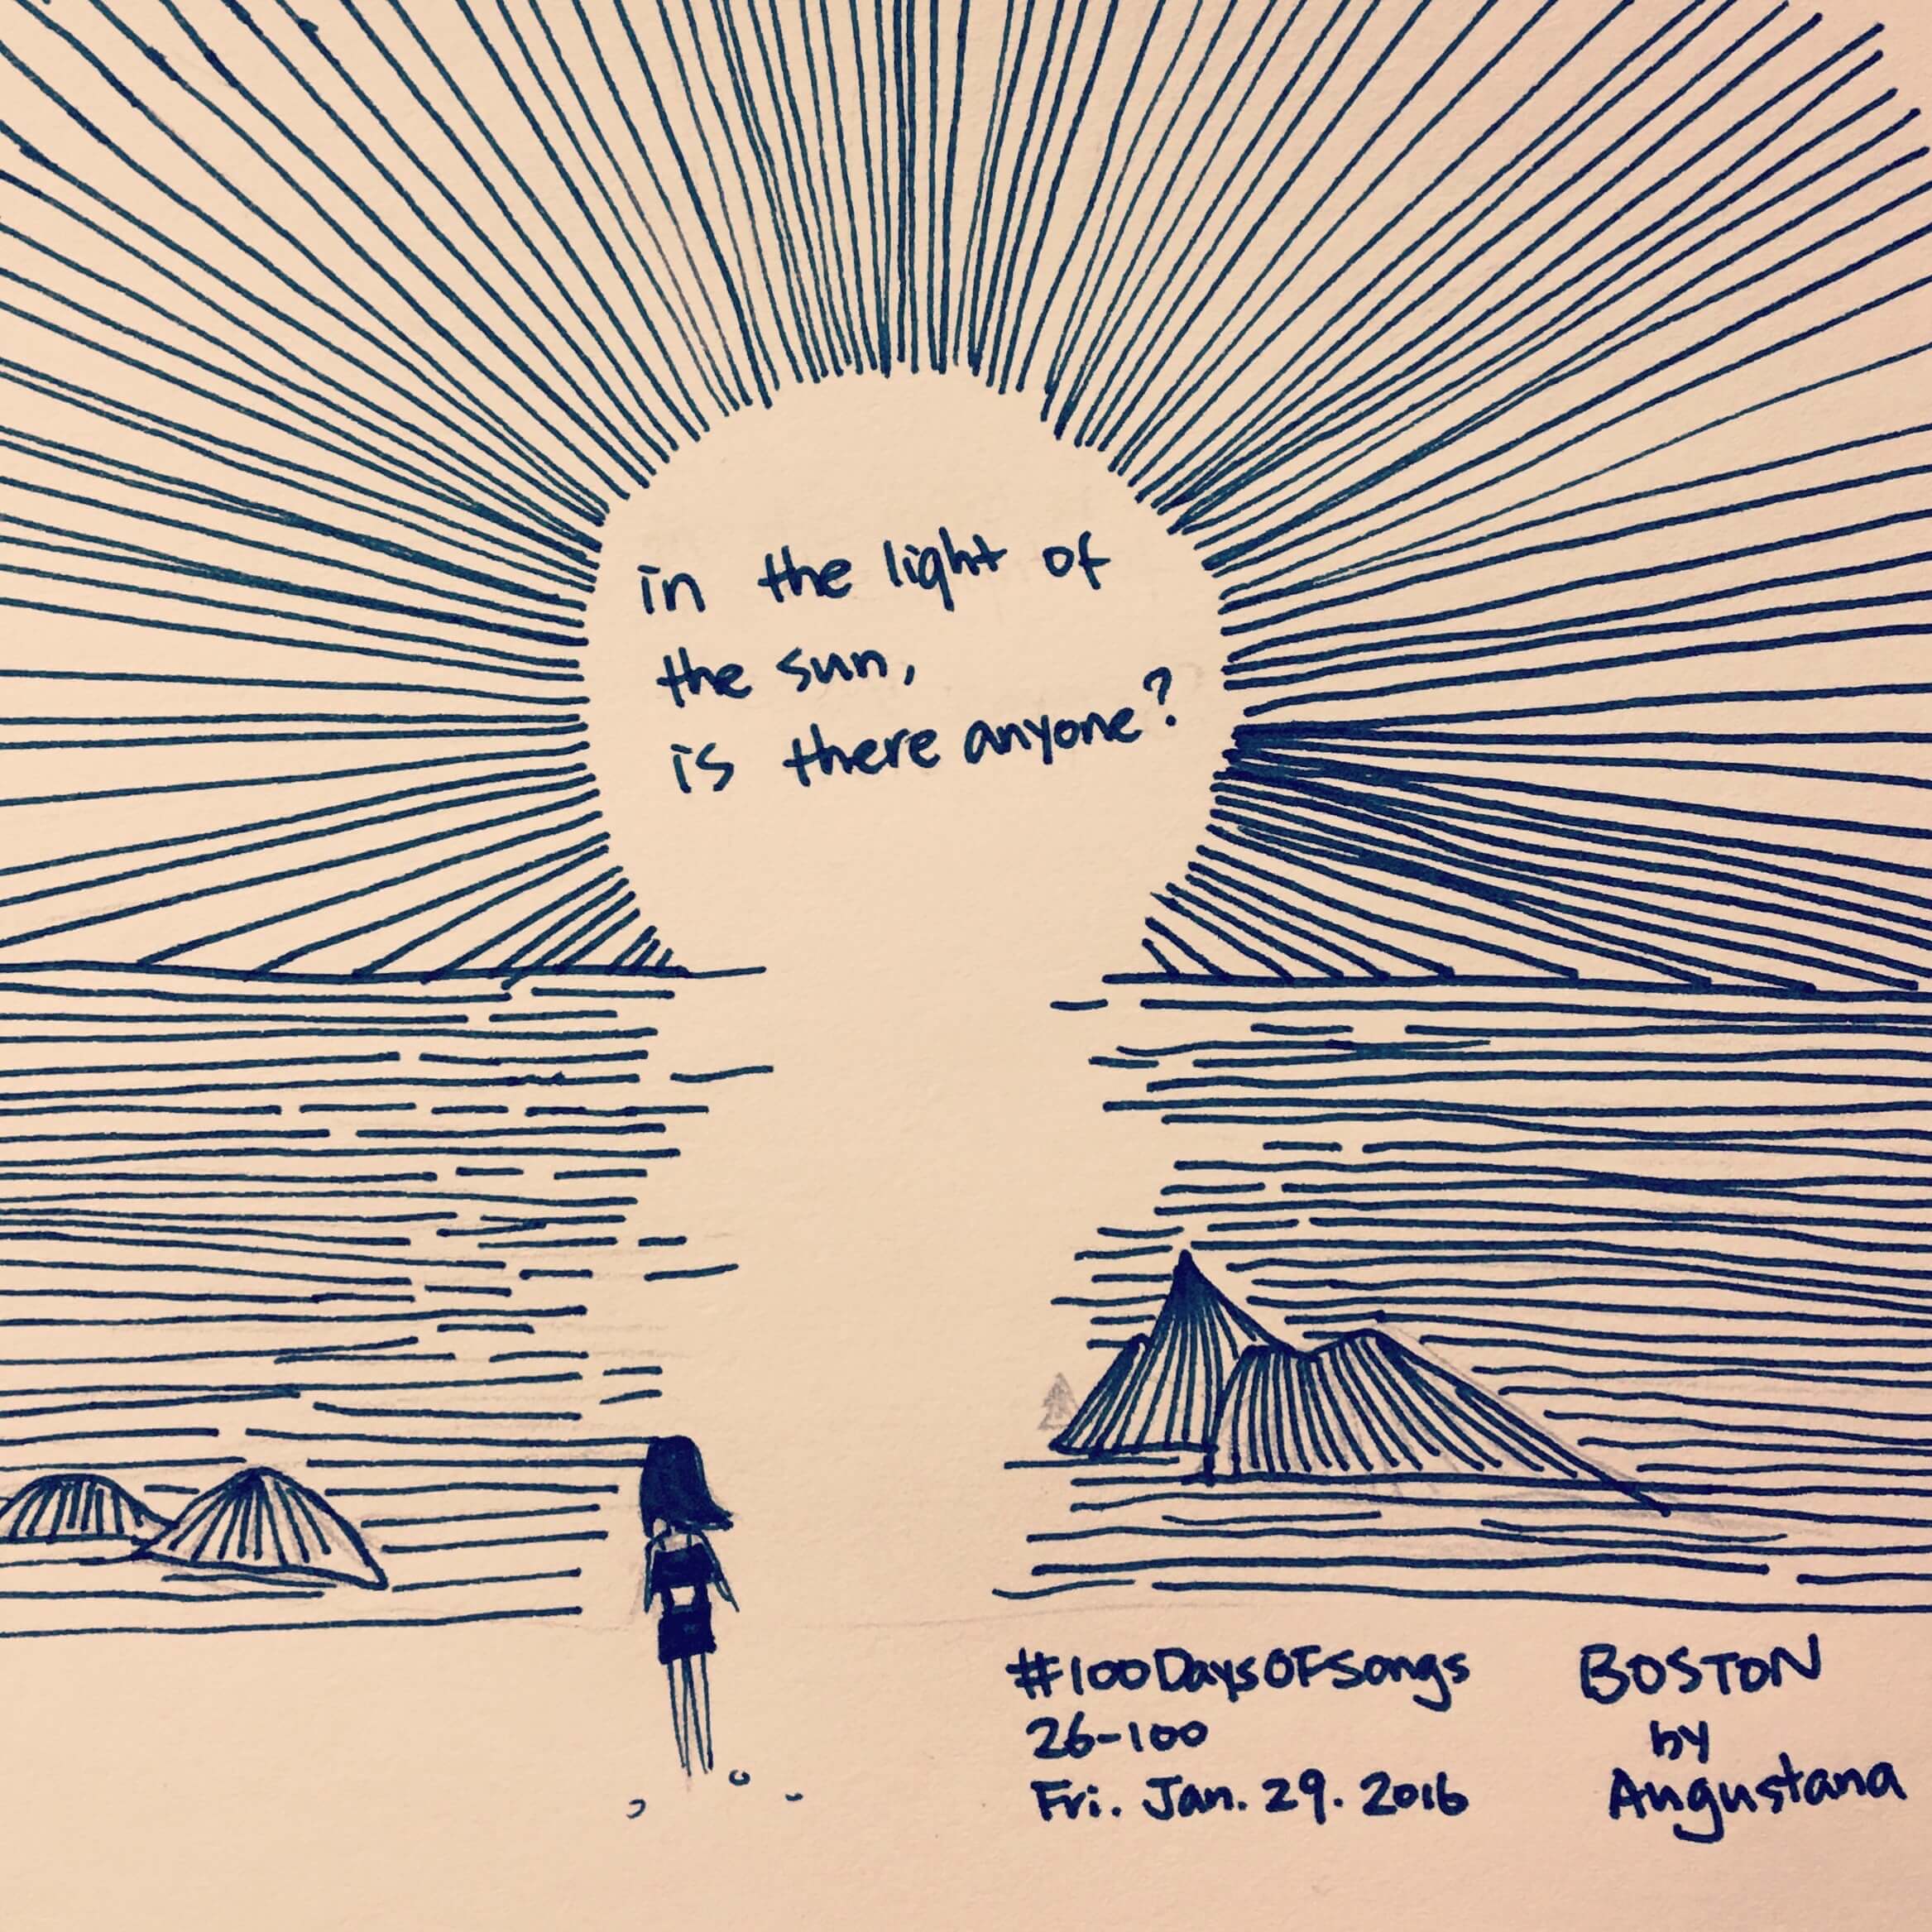 in the light of
the sun,
is there anyone?
#100DaysOfSongs
26-100
Fri. Jan. 29. 2016
BOSTON
by
Augustana